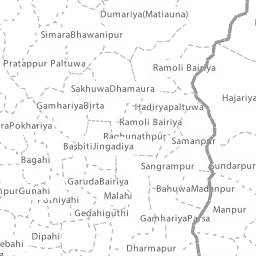 Dumariya(Matiauna)
SimaraBhawanipur
Pratappur Paltuwa
Ramoli Bairiya
SakhuwaDhamaura
Hajariya
GamhariyaBirta
Hadiryapaltuwa
Ramoli Bairiya
raPokhariya
Raghunathpur
Samanpur
BasbitiJingadiya
Bagahi
Sangrampur
Sundarpur
GarudaBairiya
npurGunahi
BahuwaMadanpur
Pothiyahi
Malahi
Gedahiguthi
Manpur
GamhariyaParsa
Dipahi
ebahi
Dharmapur